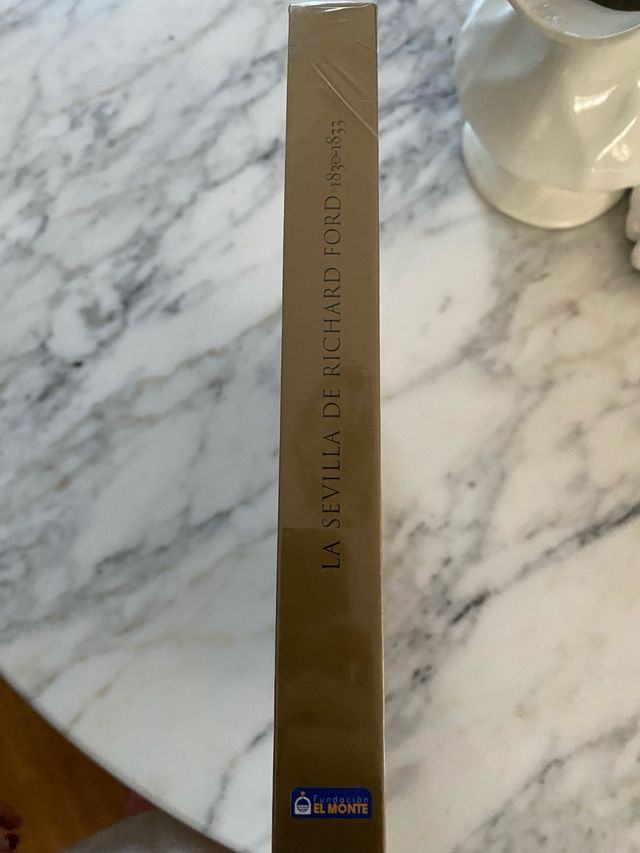 LA SEVILLA DE RICHARD FORD 1830-1833
Fundación
EL MONTE